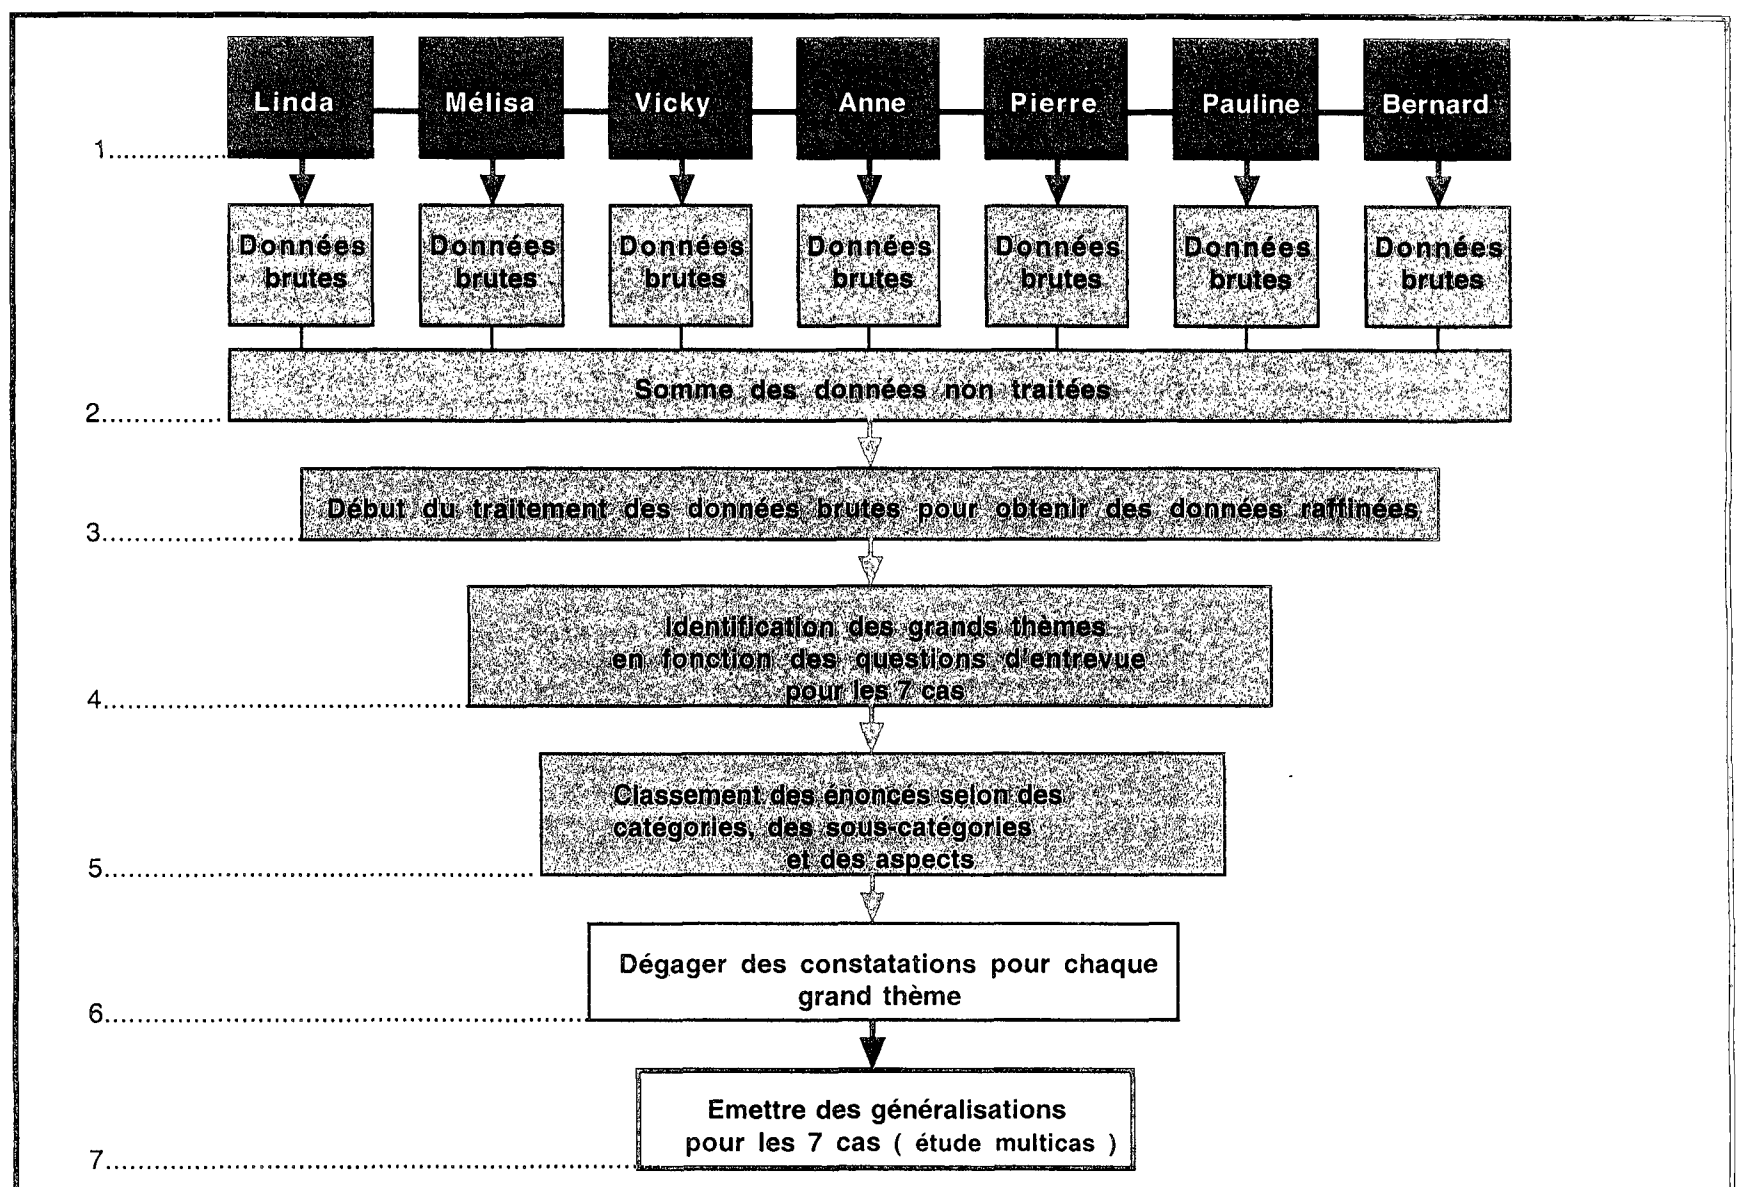 Linda Mélisa Vicky Anne Pierre Pauline Bernard
1
Données Données Données Données Données Données Données
brutes brutes brutes brutes brutes brutes brutes
Somme des données non traitées
2
Début du traitement des données brutes pour obtenir des données raffinées
3
Identification des grands thèmes
en fonction des questions d'entrevue
pour les 7 cas
4
Classement des énoncés selon des
catégories, des sous-catégories
et des aspects
5
Dégager des constatations pour chaque
grand thème
6
Emettre des généralisations
pour les 7 cas ( étude multicas )
7